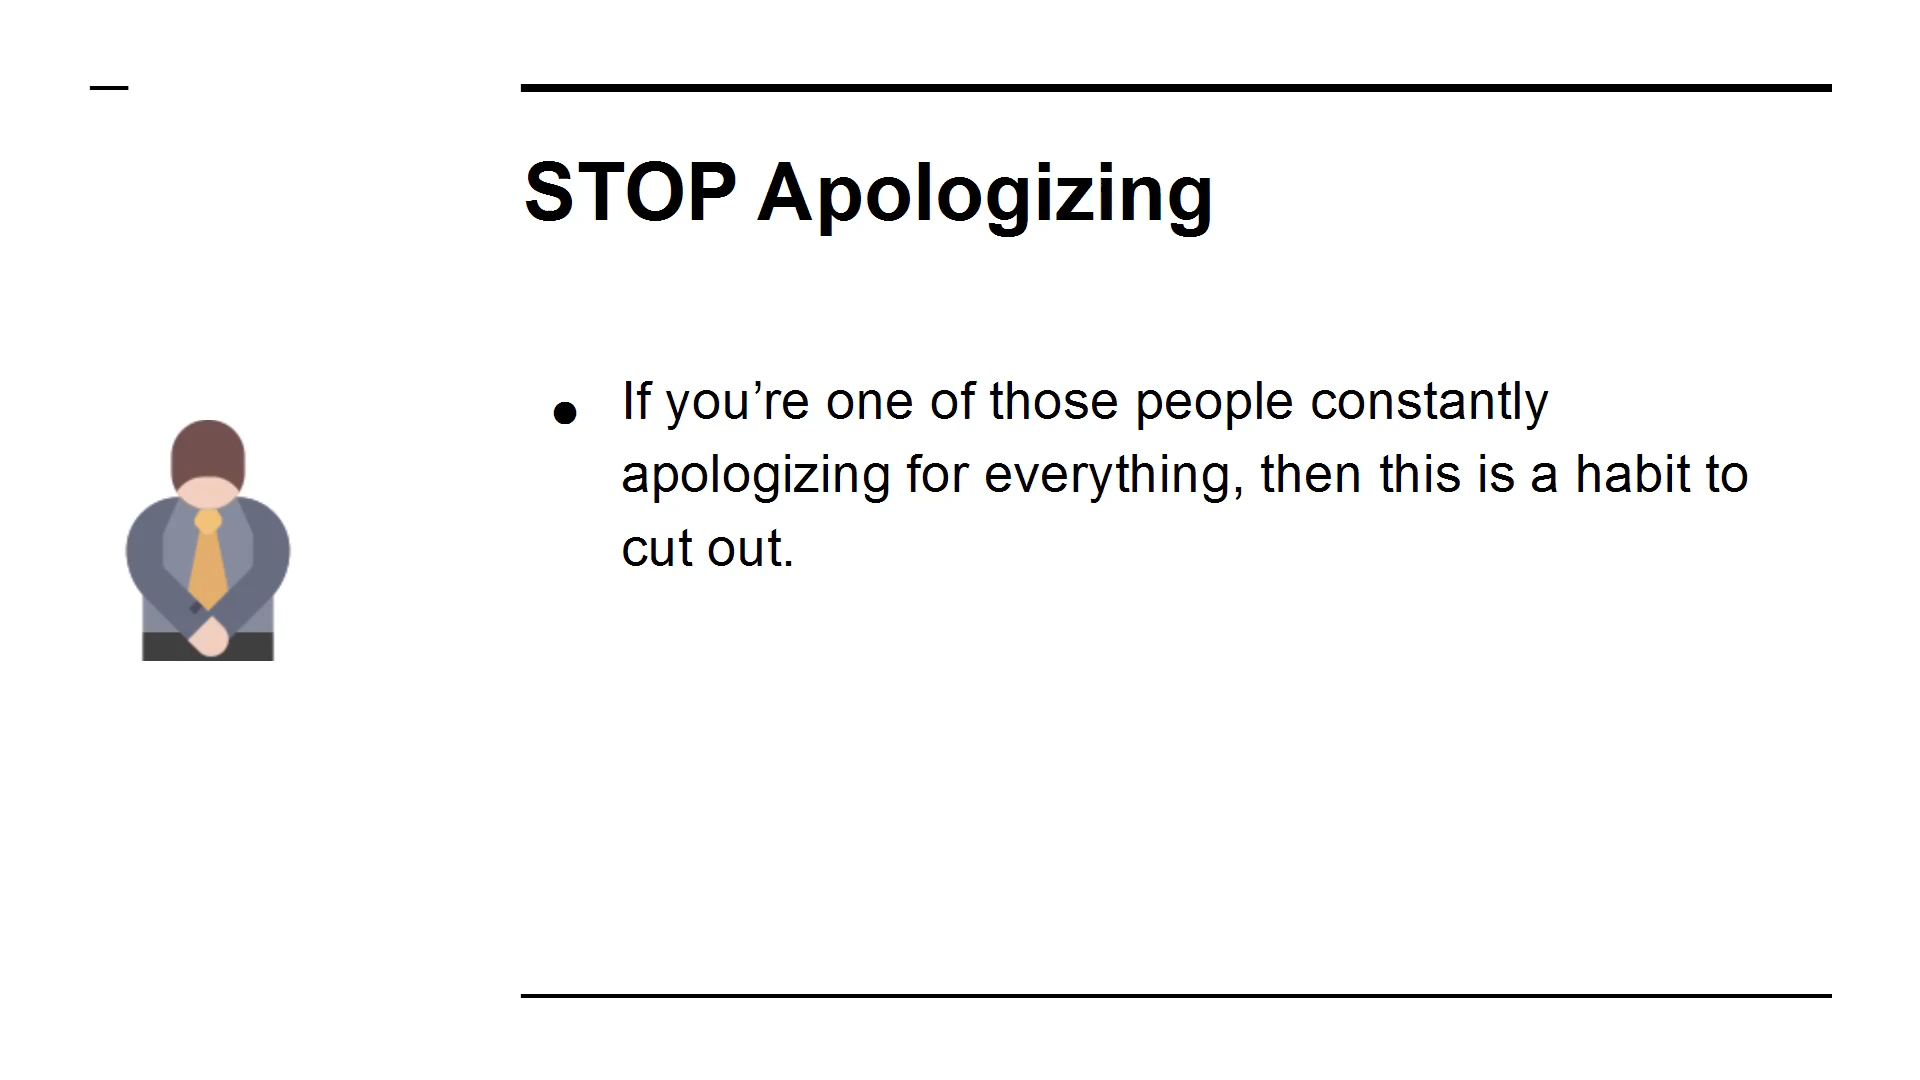 STOP Apologizing
● If you’re one of those people constantly
apologizing for everything, then this is a habit to
cut out.